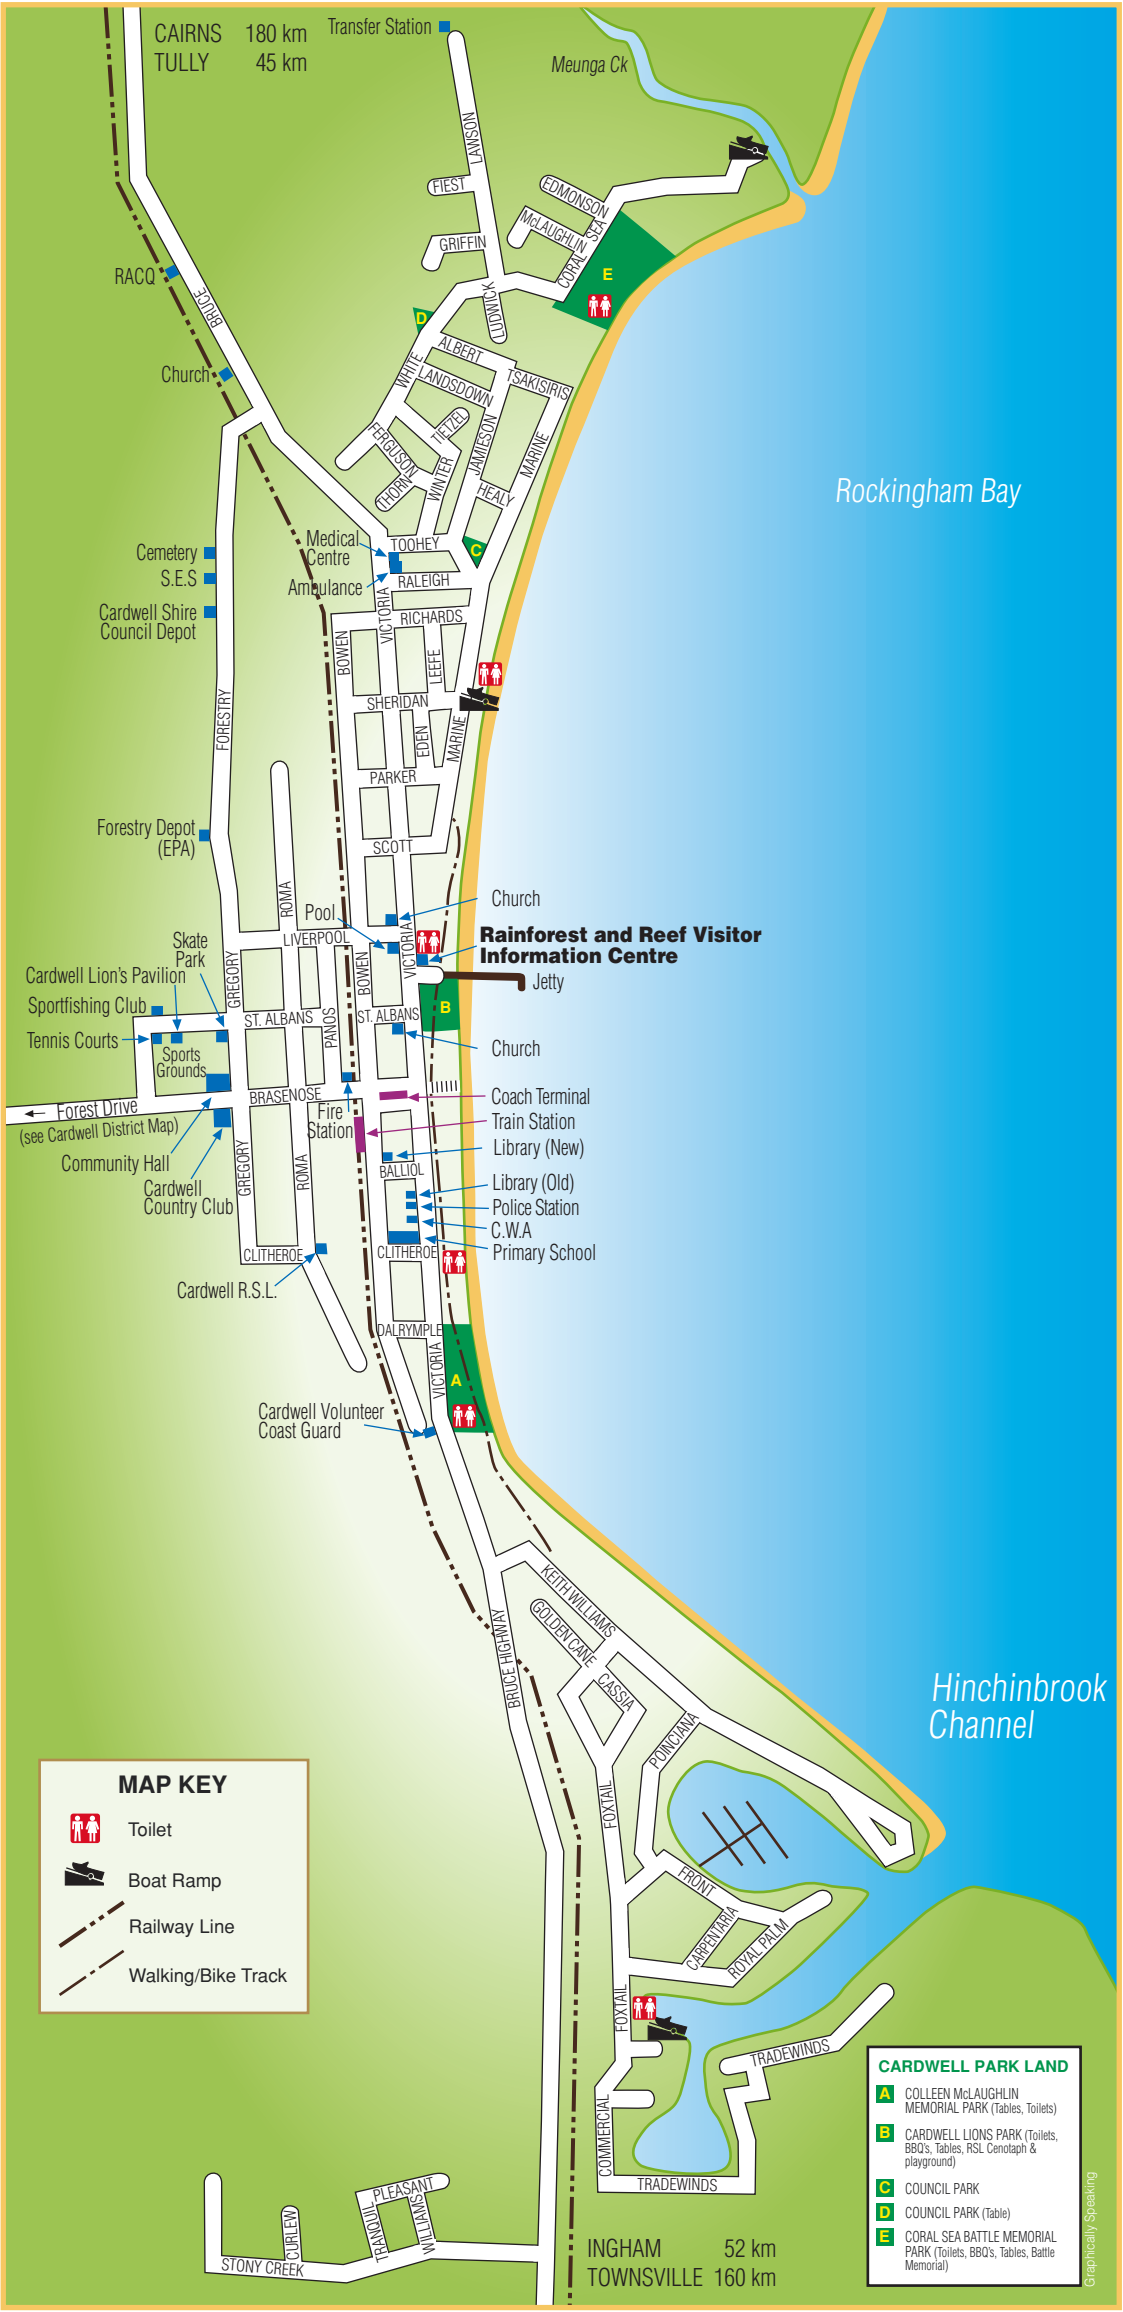 CAIRNS 180 km
TULLY 45 km
Transfer Station
Meunga Ck
LAWSON
FIEST
EDMONSON
McLAUGHLIN
GRIFFIN
CORAL SEA
E
RACQ
BRUCE
LUDWICK
D
ALBERT
WHITE
LANDSDOWN
TSAKISIRIS
Church
TIETZEL
FERGUSON
JAMIESON
MARINE
THORN
WINTER
HEALY
Rockingham Bay
Medical
Centre
TOOHEY
C
Cemetery
S.E.S
Ambulance
RALEIGH
Cardwell Shire
Council Depot
VICTORIA
RICHARDS
BOWEN
LEEFE
FORESTRY
SHERIDAN
EDEN
MARINE
PARKER
Forestry Depot
(EPA)
SCOTT
ROMA
Church
Pool
Skate
Park
LIVERPOOL
VICTORIA
Rainforest and Reef Visitor
Information Centre
Cardwell Lion's Pavilion
GREGORY
BOWEN
Jetty
Sportfishing Club
B
ST. ALBANS
PANOS
ST. ALBANS
Tennis Courts
Sports
Grounds
Church
BRASENOSE
Coach Terminal
Forest Drive
(see Cardwell District Map)
Fire
Station
Train Station
Library (New)
Community Hall
GREGORY
ROMA
BALLIOL
Cardwell
Country Club
Library (Old)
Police Station
C.W.A
Primary School
CLITHEROE
CLITHEROE
Cardwell R.S.L.
DALRYMPLE
VICTORIA
A
Cardwell Volunteer
Coast Guard
KEITH WILLIAMS
GOLDEN CANE
BRUCE HIGHWAY
CASSIA
Hinchinbrook
Channel
POINCIANA
FOXTAIL
MAP KEY
Toilet
Boat Ramp
Railway Line
Walking/Bike Track
FRONT
CARPENTARIA
ROYAL PALM
FOXTAIL
TRADEWINDS
COMMERCIAL
TRADEWINDS
CARDWELL PARK LAND
A COLLEEN McLAUGHLIN
MEMORIAL PARK (Tables, Toilets)
B CARDWELL LIONS PARK (Toilets,
BBQ's, Tables, RSL Cenotaph &
playground)
C COUNCIL PARK
D COUNCIL PARK (Table)
E CORAL SEA BATTLE MEMORIAL
PARK (Toilets, BBQ's, Tables, Battle
Memorial)
Graphically Speaking
PLEASANT
TRANQUIL
WILLIAMS
CURLEW
STONY CREEK
INGHAM 52 km
TOWNSVILLE 160 km